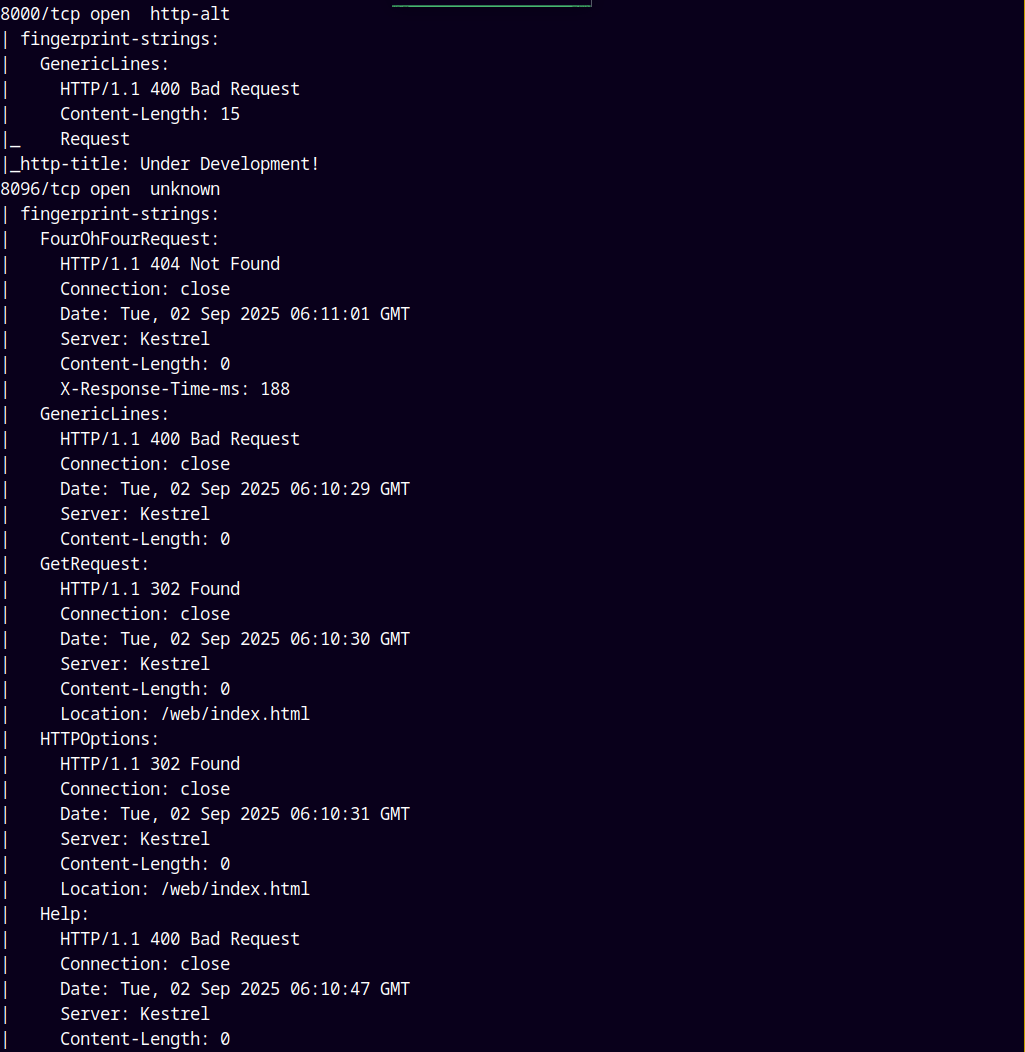 8000/tcp open  http-alt
| fingerprint-strings:
|   GenericLines:
|     HTTP/1.1 400 Bad Request
|     Content-Length: 15
|_    Request
|_http-title: Under Development!
8096/tcp open  unknown
| fingerprint-strings:
|   FourOhFourRequest:
|     HTTP/1.1 404 Not Found
|     Connection: close
|     Date: Tue, 02 Sep 2025 06:11:01 GMT
|     Server: Kestrel
|     Content-Length: 0
|     X-Response-Time-ms: 188
|   GenericLines:
|     HTTP/1.1 400 Bad Request
|     Connection: close
|     Date: Tue, 02 Sep 2025 06:10:29 GMT
|     Server: Kestrel
|     Content-Length: 0
|   GetRequest:
|     HTTP/1.1 302 Found
|     Connection: close
|     Date: Tue, 02 Sep 2025 06:10:30 GMT
|     Server: Kestrel
|     Content-Length: 0
|     Location: /web/index.html
|   HTTPOptions:
|     HTTP/1.1 302 Found
|     Connection: close
|     Date: Tue, 02 Sep 2025 06:10:31 GMT
|     Server: Kestrel
|     Content-Length: 0
|     Location: /web/index.html
|   Help:
|     HTTP/1.1 400 Bad Request
|     Connection: close
|     Date: Tue, 02 Sep 2025 06:10:47 GMT
|     Server: Kestrel
|     Content-Length: 0